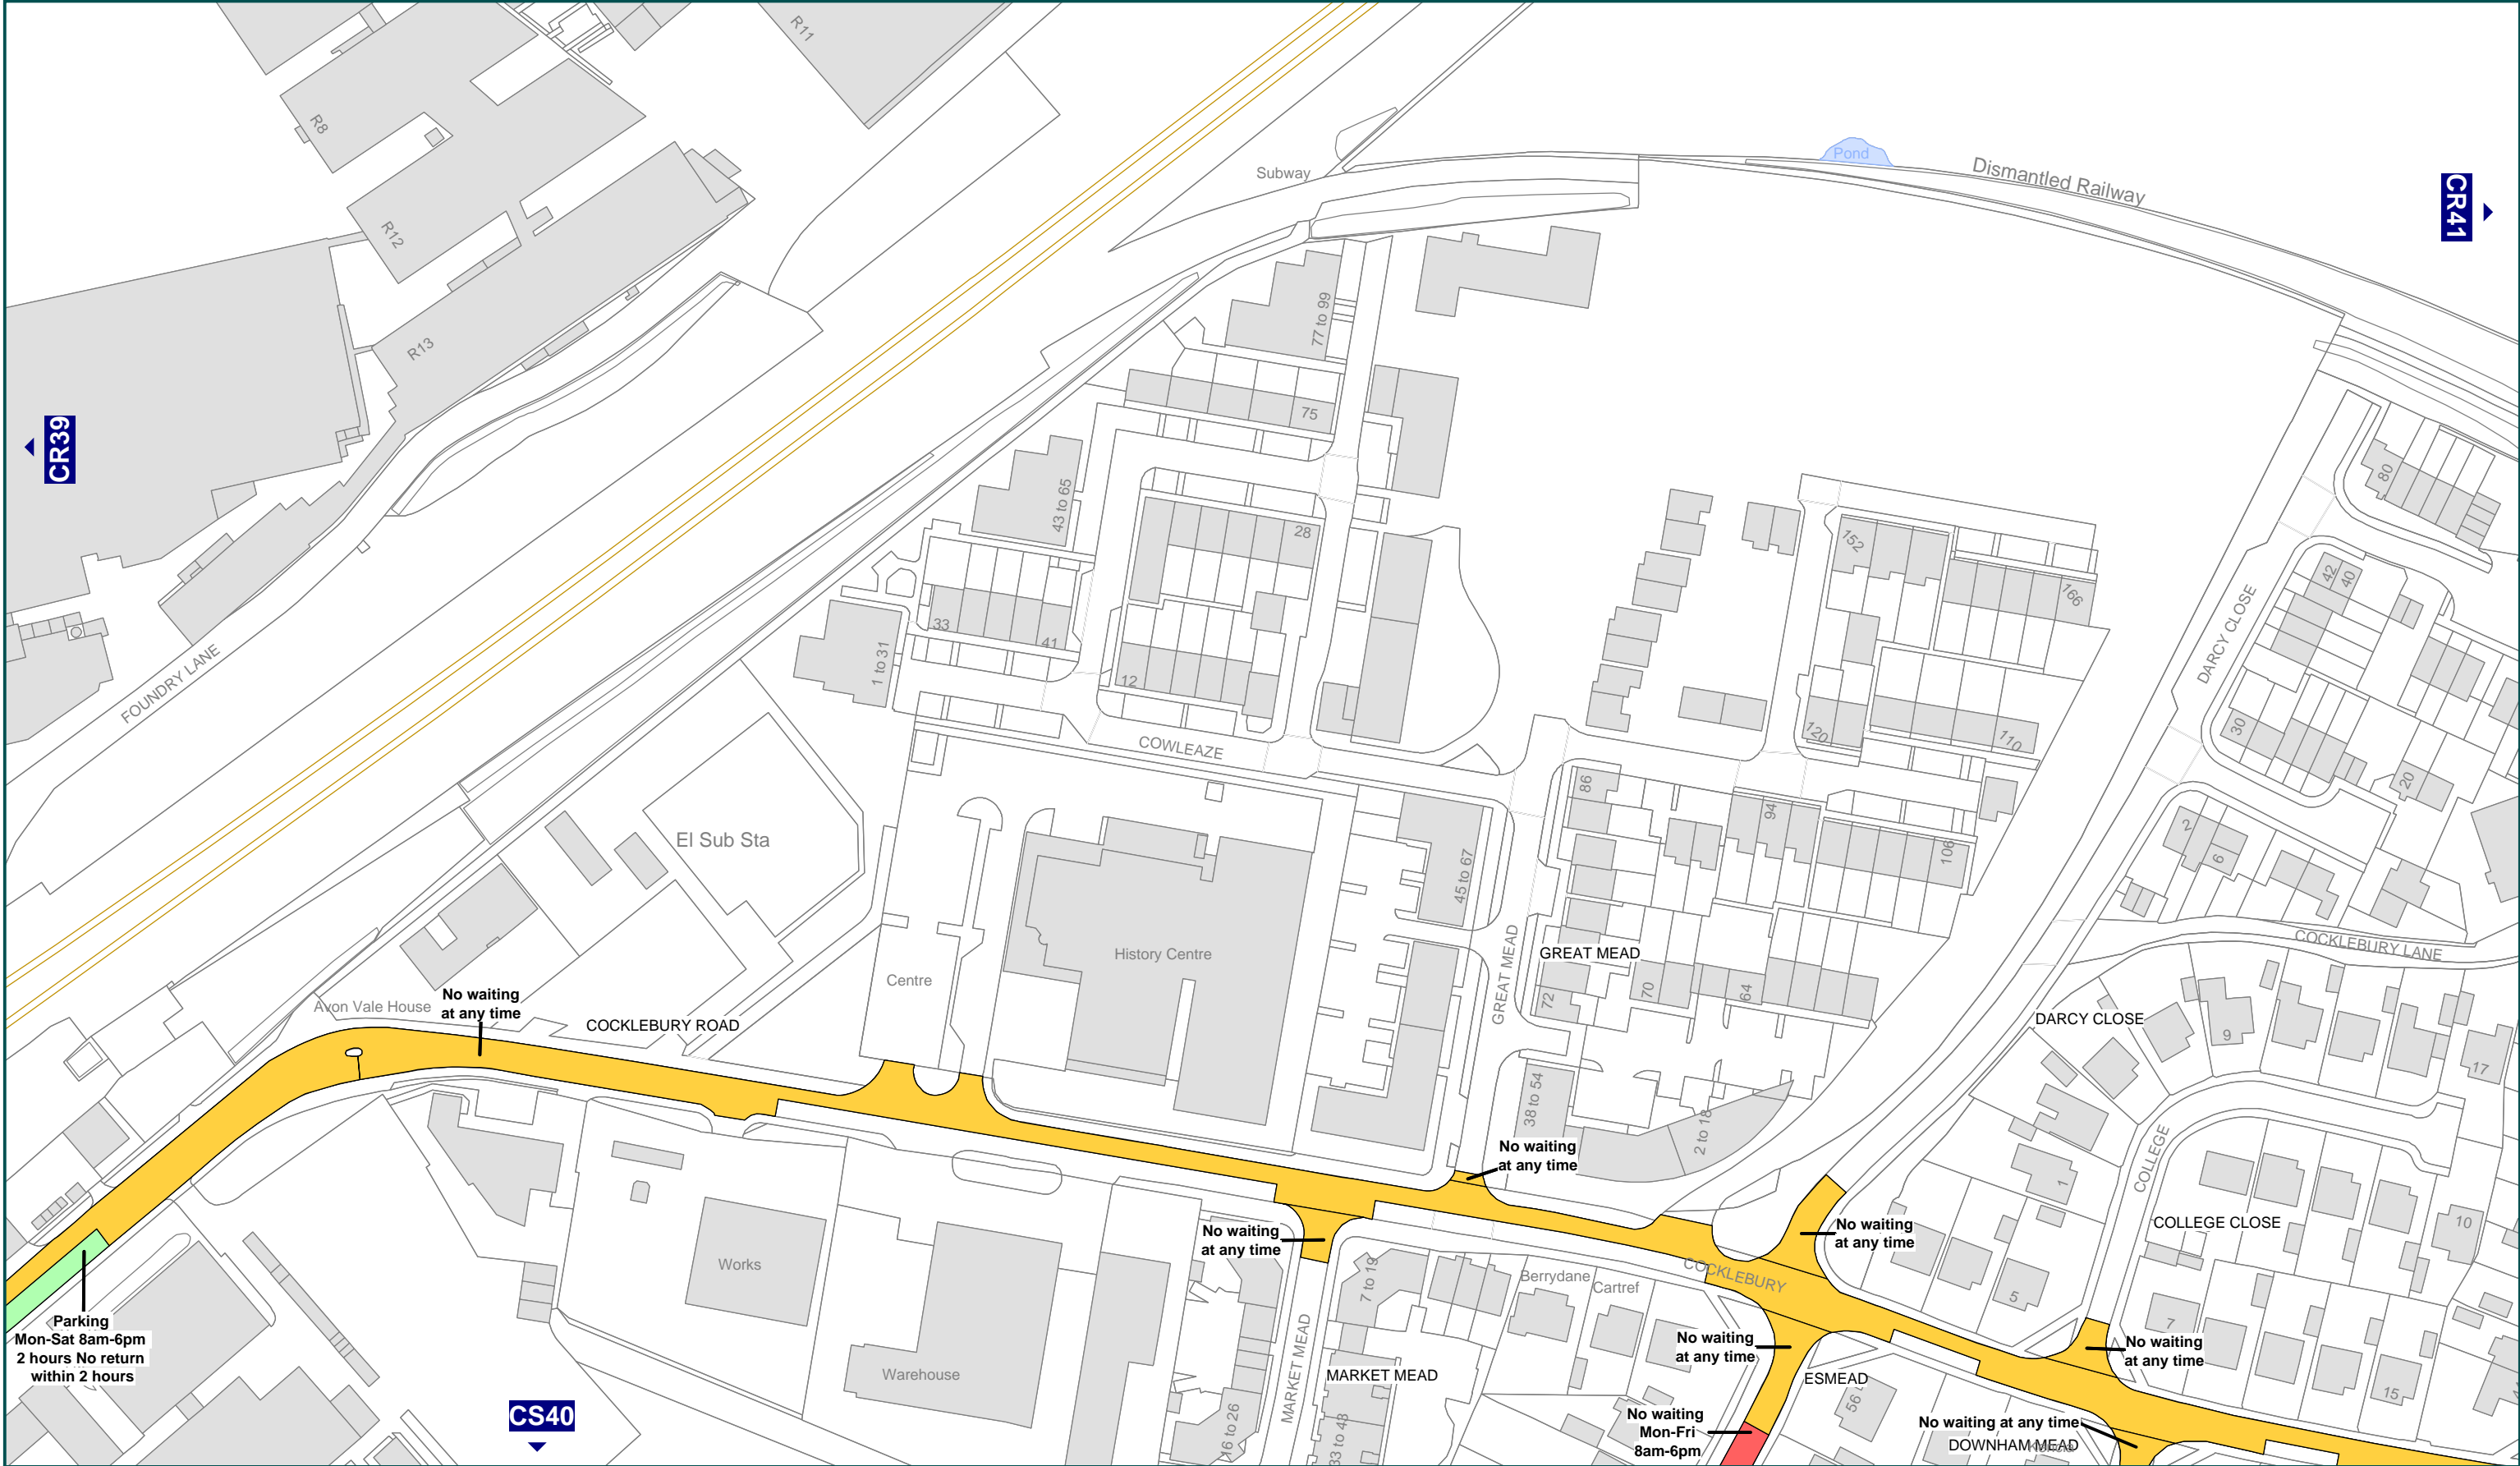 R11
R8
R12
R13
Subway
Pond
Dismantled Railway
CR41
CR39
77 to 99
75
43 to 65
28
33
41
12
1 to 31
FOUNDRY LANE
COWLEAZE
152
166
120
110
80
42
40
30
20
2
6
DARCY CLOSE
El Sub Sta
86
94
106
45 to 67
History Centre
Centre
GREAT MEAD
GREAT MEAD
72
70
64
COCKLEBURY LANE
Avon Vale House
No waiting
at any time
COCKLEBURY ROAD
DARCY CLOSE
9
17
38 to 54
2 to 18
No waiting
at any time
COLLEGE
1
COLLEGE CLOSE
10
No waiting
at any time
No waiting
at any time
Works
7 to 19
Berrydane
Cartref
COCKLEBURY
5
7
Parking
Mon-Sat 8am-6pm
2 hours No return
within 2 hours
No waiting
at any time
No waiting
at any time
Warehouse
MARKET MEAD
MARKET MEAD
ESMEAD
56
15
CS40
16 to 26
33 to 43
No waiting
Mon-Fri
8am-6pm
No waiting at any time
DOWNHAM MEAD